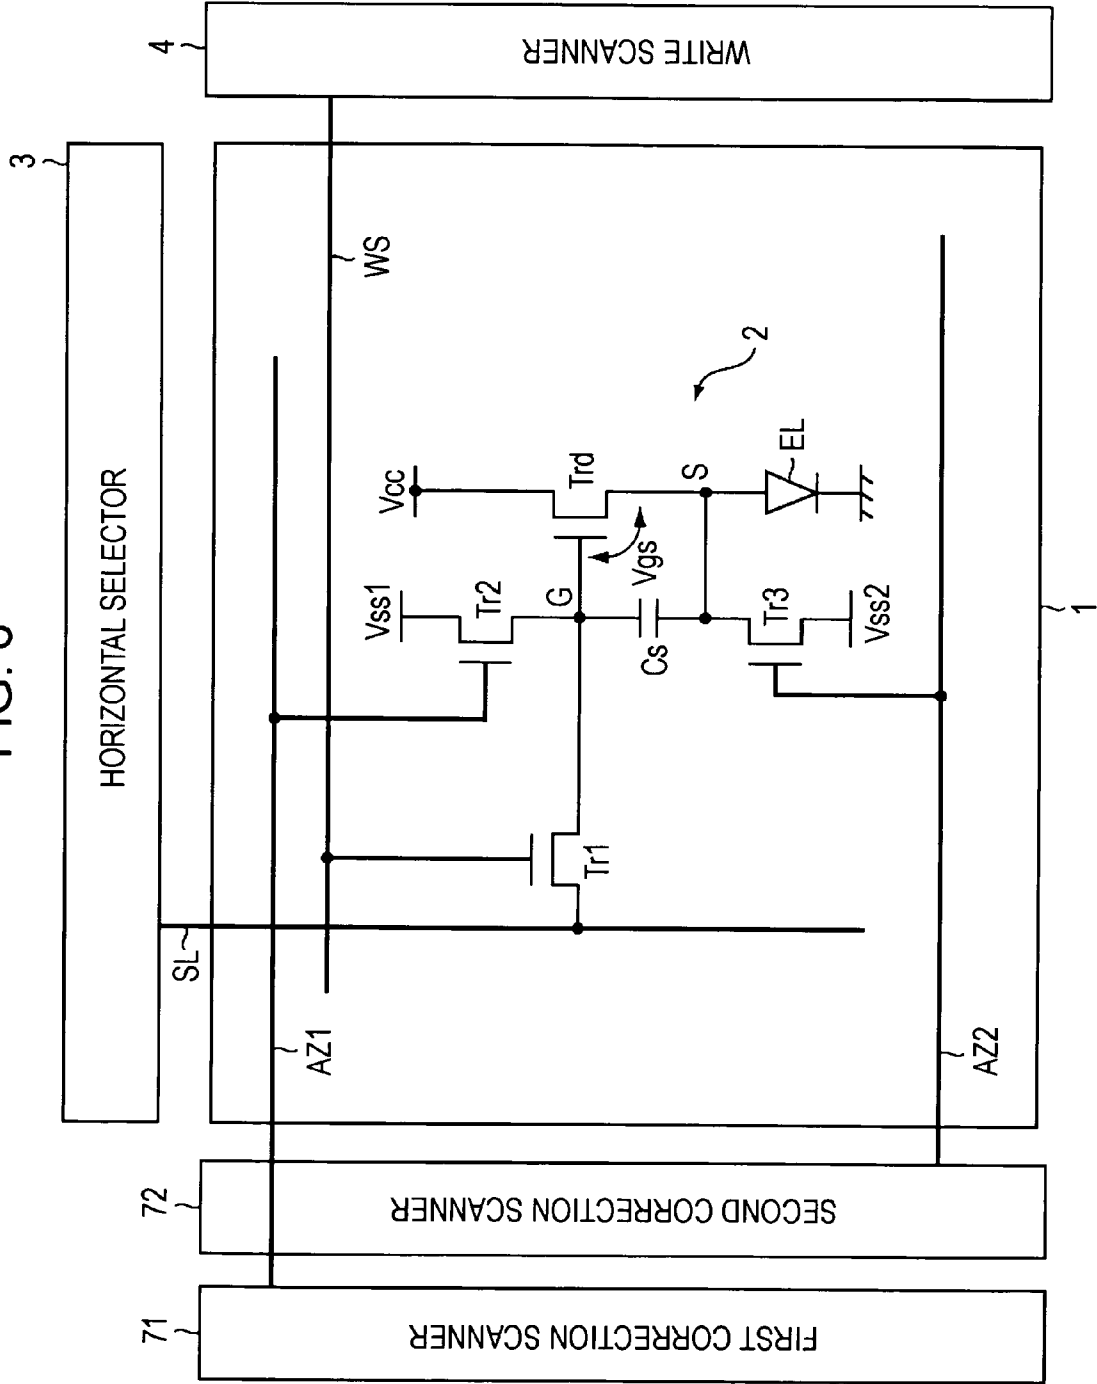 3
HORIZONTAL SELECTOR
4
WRITE SCANNER
WS
SL
AZ1
Vcc
Vss1
Trd
Tr2
G
S
Vgs
Cs
Tr1
Tr3
EL
2
Vss2
AZ2
1
72
SECOND CORRECTION SCANNER
71
FIRST CORRECTION SCANNER